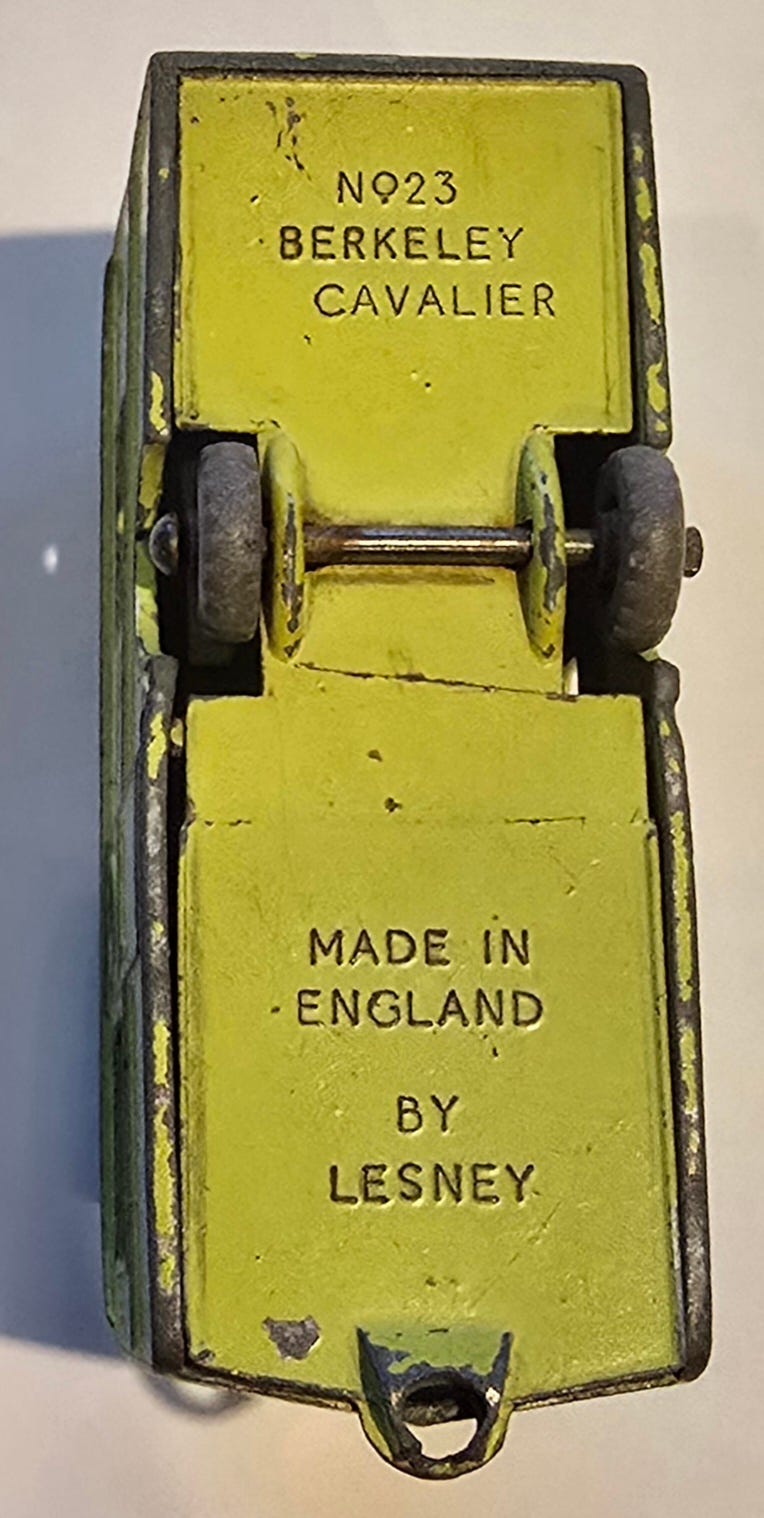 Nº23
BERKELEY
CAVALIER
MADE IN
ENGLAND
BY
LESNEY